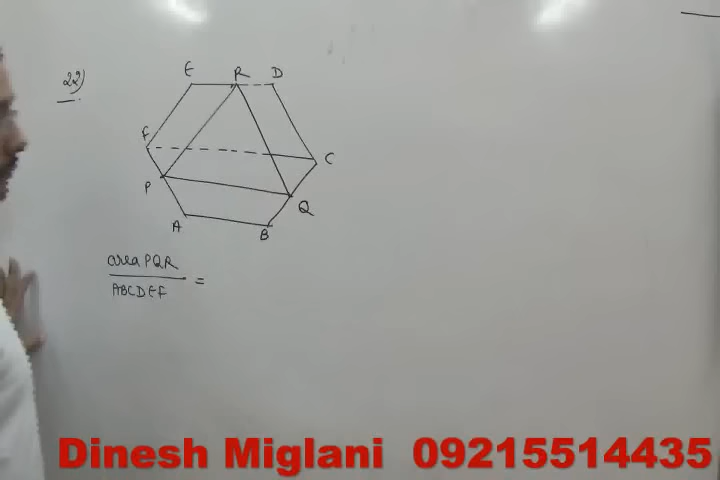 22)
E R D
F
C
P
Q
A
B
area PQR
ABCDEF =
Dinesh Miglani 09215514435